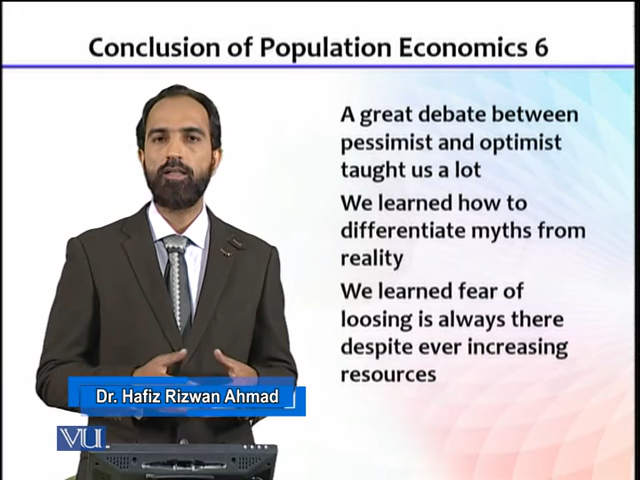 Conclusion of Population Economics 6
A great debate between
pessimist and optimist
taught us a lot
We learned how to
differentiate myths from
reality
We learned fear of
loosing is always there
despite ever increasing
resources
Dr. Hafiz Rizwan Ahmad
VU.